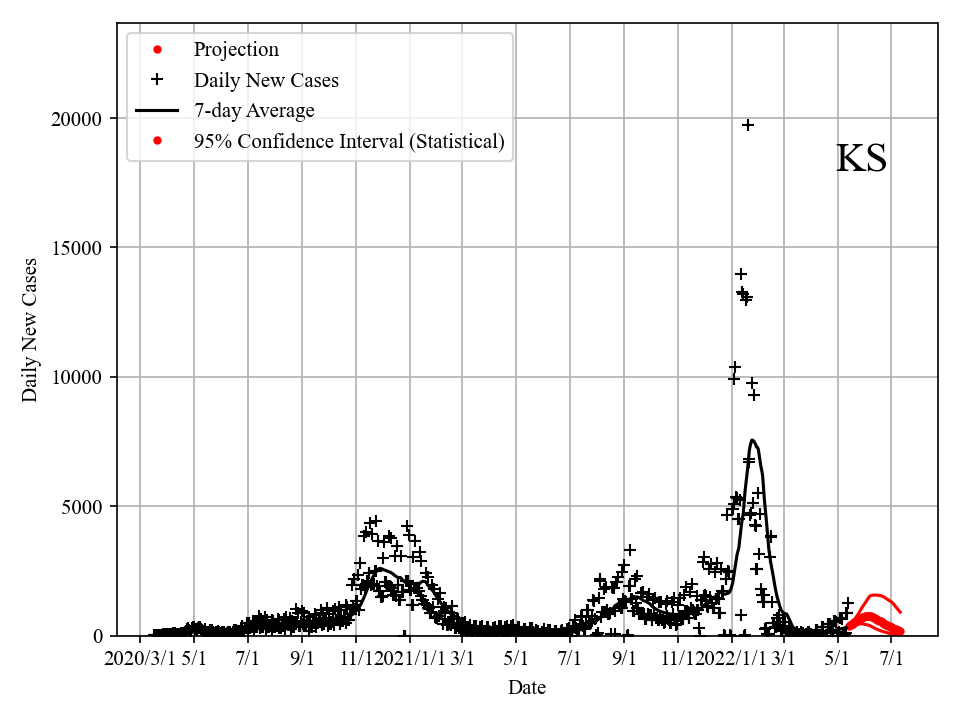 Projection
Daily New Cases
7-day Average
95% Confidence Interval (Statistical)
KS
20000
15000
10000
5000
0
Daily New Cases
2020/3/1 5/1 7/1 9/1 11/1 2021/1/1 3/1 5/1 7/1 9/1 11/1 2022/1/1 3/1 5/1 7/1
Date